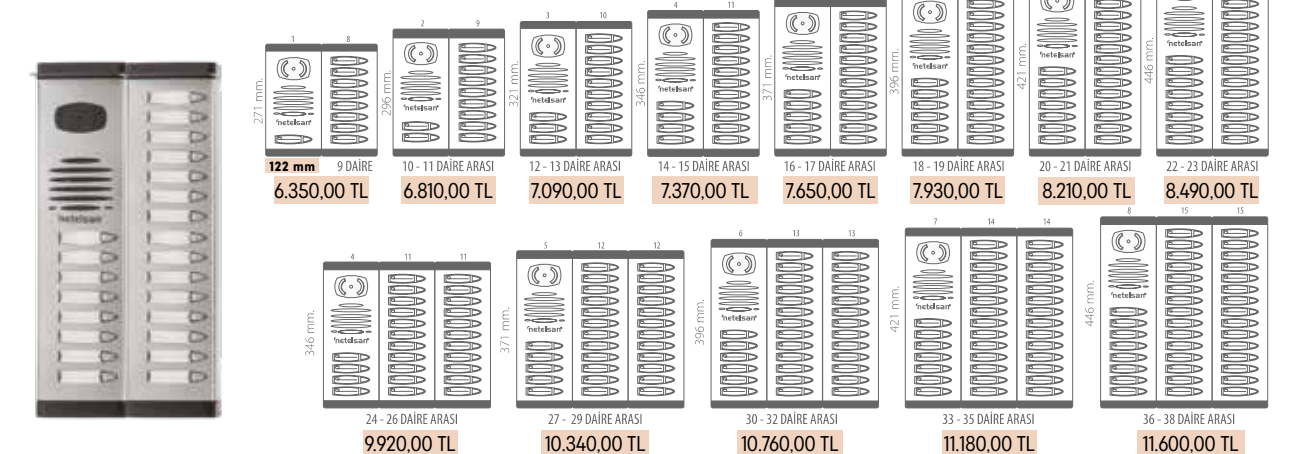 1 8
271 mm.
'netelsan'
122 mm 9 DAİRE
6.350,00 TL
2 9
296 mm.
'netelsan'
10 - 11 DAİRE ARASI
6.810,00 TL
3 10
321 mm.
'netelsan'
12 - 13 DAİRE ARASI
7.090,00 TL
4 11
346 mm.
'netelsan'
14 - 15 DAİRE ARASI
7.370,00 TL
371 mm.
'netelsan'
16 - 17 DAİRE ARASI
7.650,00 TL
396 mm.
'netelsan'
18 - 19 DAİRE ARASI
7.930,00 TL
421 mm.
'netelsan'
20 - 21 DAİRE ARASI
8.210,00 TL
446 mm.
'netelsan'
22 - 23 DAİRE ARASI
8.490,00 TL
'netelsan'
4 11 11
346 mm.
'netelsan'
24 - 26 DAİRE ARASI
9.920,00 TL
5 12 12
371 mm.
'netelsan'
27 - 29 DAİRE ARASI
10.340,00 TL
6 13 13
396 mm.
'netelsan'
30 - 32 DAİRE ARASI
10.760,00 TL
7 14 14
421 mm.
'netelsan'
33 - 35 DAİRE ARASI
11.180,00 TL
8 15 15
446 mm.
'netelsan'
36 - 38 DAİRE ARASI
11.600,00 TL